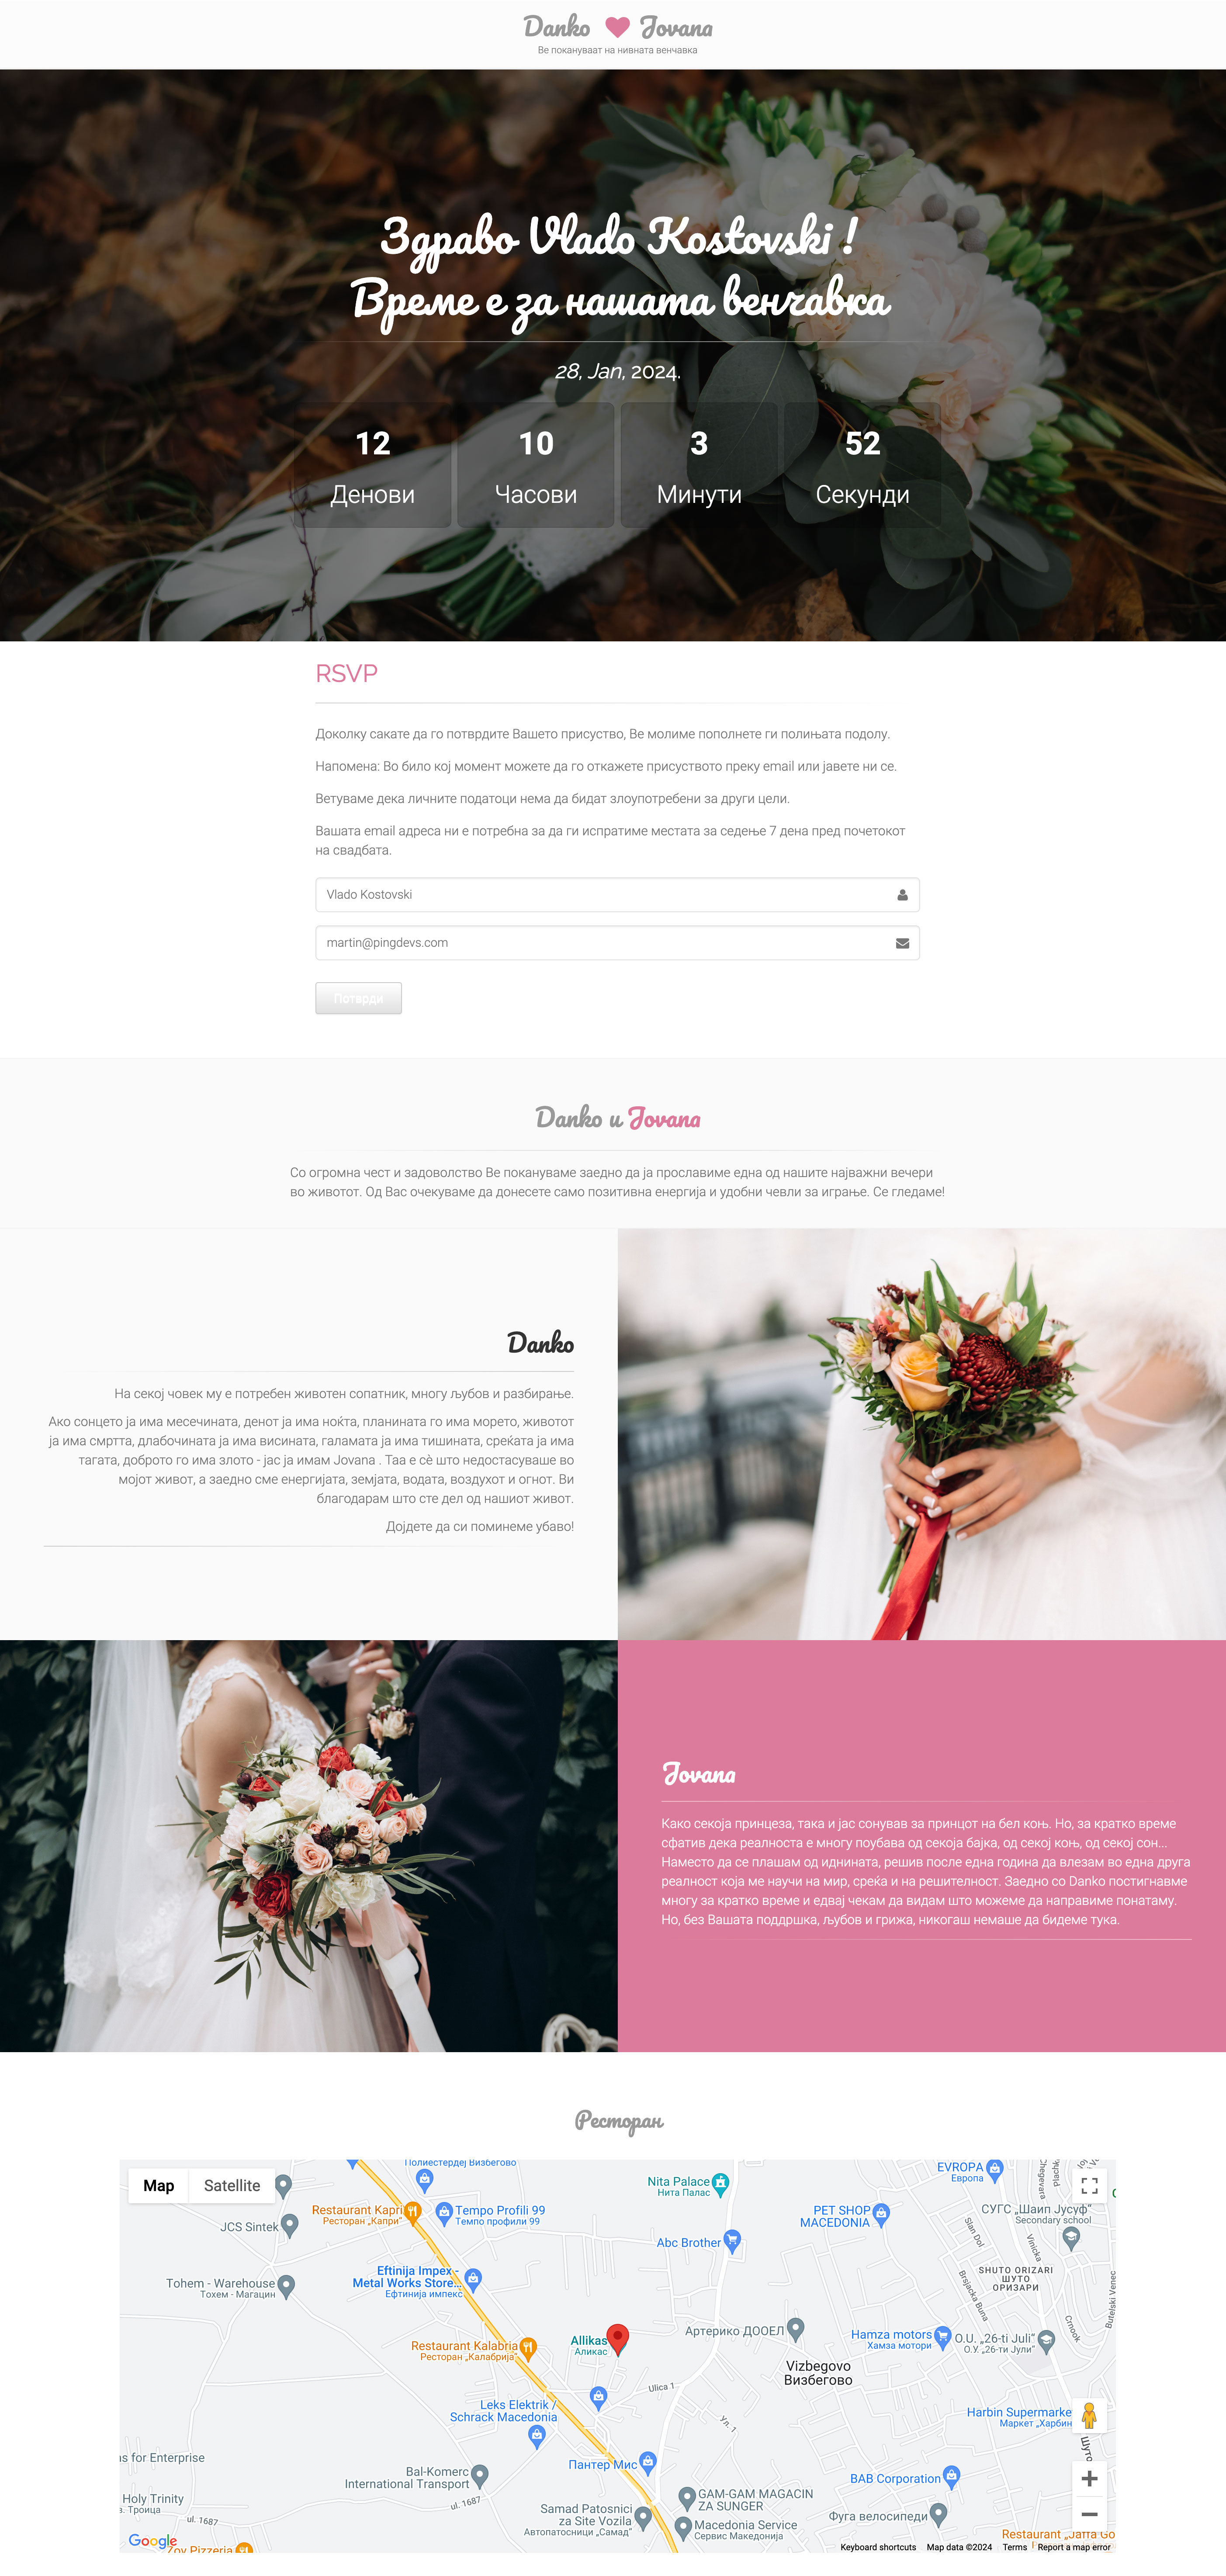 Danko Jovana
Ве покануваат на нивната венчавка
Здраво Vlado Kostovski !
Време е за нашата венчавка
28, Jan, 2024.
12 10 3 52
Денови Часови Минути Секунди
RSVP
Доколку сакате да го потврдите Вашето присуство, Ве молиме пополнете ги полињата подолу.
Напомена: Во било кој момент можете да го откажете присуството преку email или јавете ни се.
Ветуваме дека личните податоци нема да бидат злоупотребени за други цели.
Вашата email адреса ни е потребна за да ги испратиме местата за седење 7 дена пред почетокот
на свадбата.
Vlado Kostovski
martin@pingdevs.com
Потврди
Danko и Jovana
Со огромна чест и задоволство Ве покануваме заедно да ја прославиме една од нашите најважни вечери
во животот. Од Вас очекуваме да донесете само позитивна енергија и удобни чевли за играње. Се гледаме!
Danko
На секој човек му е потребен животен сопатник, многу љубов и разбирање.
Ако сонцето ја има месечината, денот ја има ноќта, планината го има морето, животот
ја има смртта, длабочината ја има висината, галамата ја има тишината, среќата ја има
тагата, доброто го има злото - јас ја имам Jovana . Таа е сè што недостасуваше во
мојот живот, а заедно сме енергијата, земјата, водата, воздухот и огнот. Ви
благодарам што сте дел од нашиот живот.
Дојдете да си поминеме убаво!
Jovana
Како секоја принцеза, така и јас сонував за принцот на бел коњ. Но, за кратко време
сфатив дека реалноста е многу поубава од секоја бајка, од секој коњ, од секој сон...
Наместо да се плашам од иднината, решив после една година да влезам во една друга
реалност која ме научи на мир, среќа и на решителност. Заедно со Danko постигнавме
многу за кратко време и едвај чекам да видам што можеме да направиме понатаму.
Но, без Вашата поддршка, љубов и грижа, никогаш немаше да бидеме тука.
Ресторан
Map Satellite
Полиестердеј Визбегово
Nita Palace
Нита Палас
EVROPA
Европа
Restaurant Kapri
Ресторан „Капри“
Tempo Profili 99
Темпо профили 99
PET SHOP
MACEDONIA
СУГС „Шаип Јусуф“
Secondary school
JCS Sintek
Abc Brother
Slan Dol
Vinicka
Eftinija Impex -
Metal Works Store...
Ефтинија импекс
SHUTO ORIZARI
ШУТО
ОРИЗАРИ
Tohem - Warehouse
Тохем - Магацин
Brsjacka Buna
Butelski Venec
Crnook
Allikas
Аликас
Артерико ДООЕЛ
Hamza motors
Хамза мотори
O.U. „26-ti Juli“
О.У. „26-ти Јули“
Restaurant Kalabria
Ресторан „Калабрија“
Vizbegovo
Визбегово
Ulica 1
Leks Elektrik /
Schrack Macedonia
ул. 1
Harbin Supermarke
Маркет „Харбин
Шуто
as for Enterprise
Пантер Мис
Bal-Komerc
International Transport
BAB Corporation
Holy Trinity
в. Троица
ul. 1687
ul. 1687
GAM-GAM MAGACIN
ZA SUNGER
Samad Patosnici
za Site Vozila
Автопатосници „Самад“
Macedonia Service
Сервис Македонија
Фуга велосипеди
Google
Zoy Pizzeria
Restaurant „Jaffa Go
Keyboard shortcuts Map data ©2024 Terms Report a map error